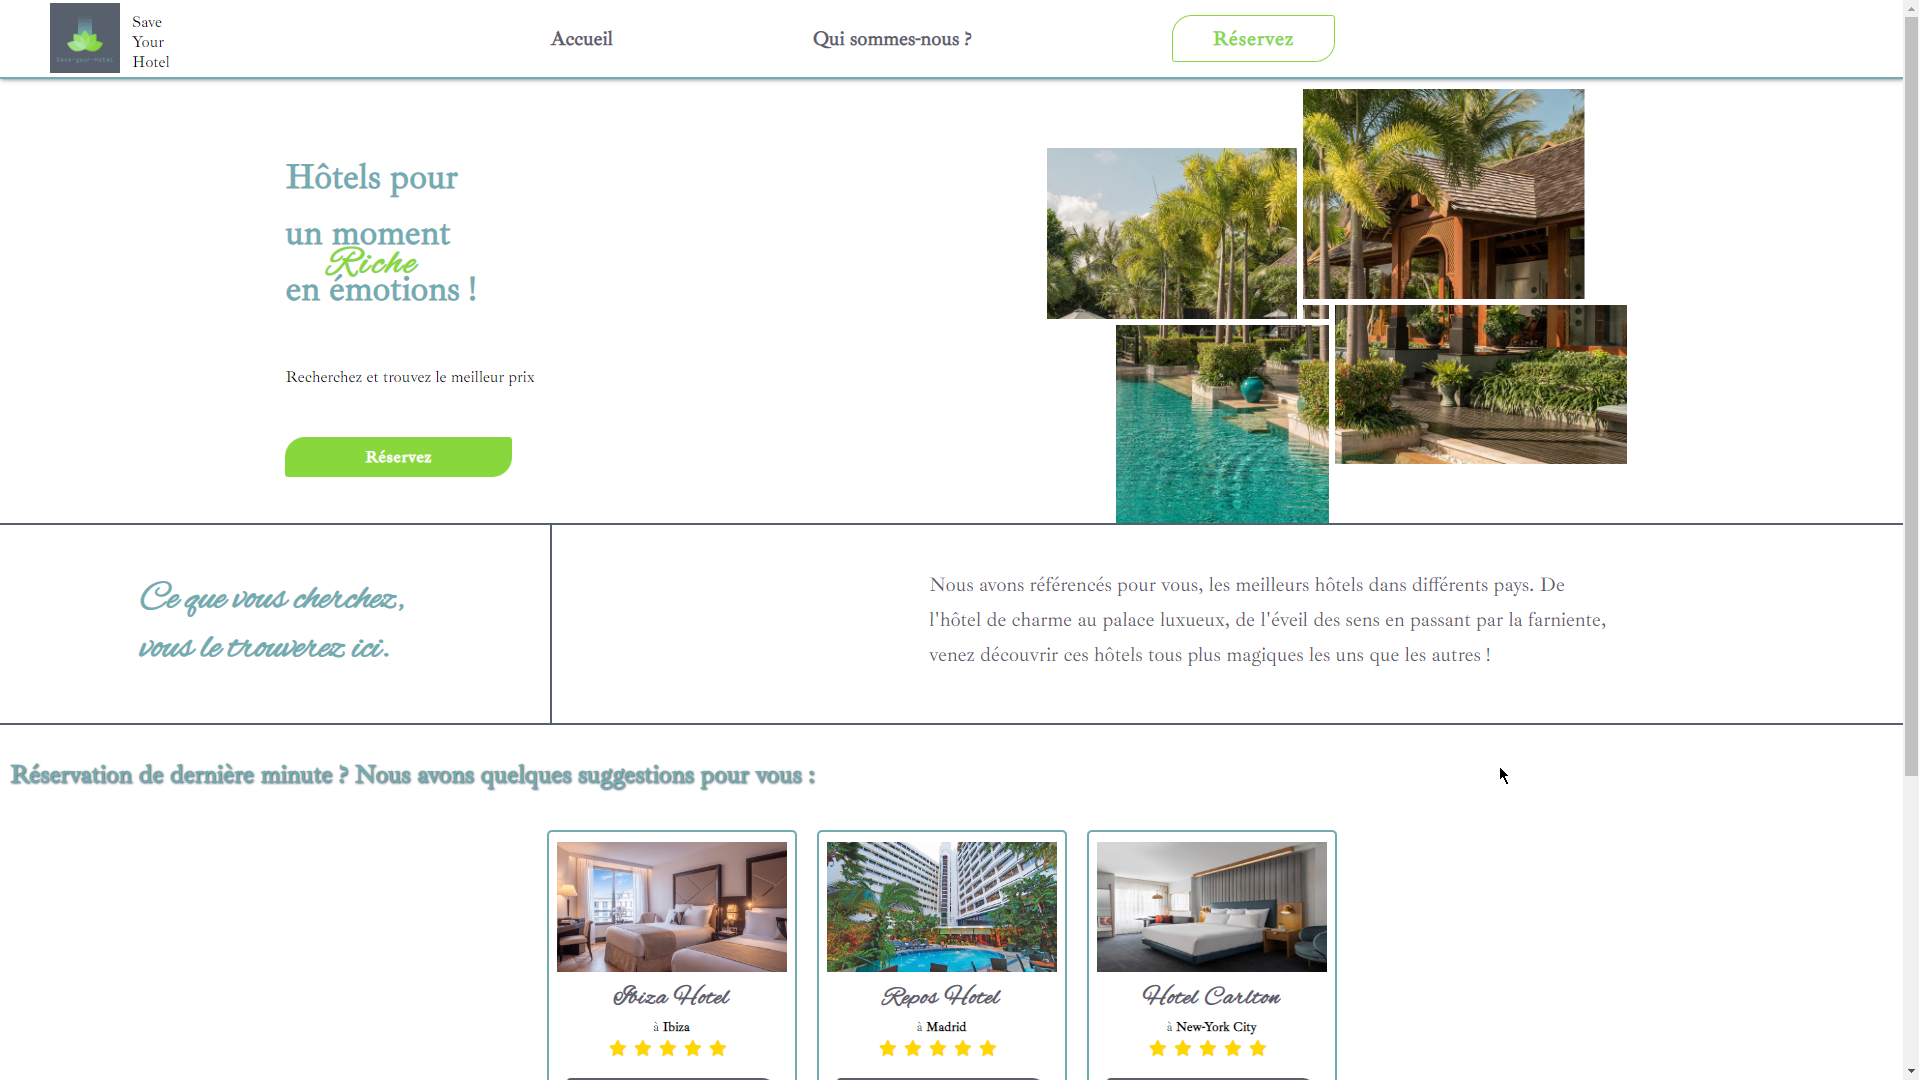 Save
Your
Hotel
Save-your-Hotel
Accueil
Qui sommes-nous ?
Réservez
Hôtels pour
un moment
Riche
en émotions !
Recherchez et trouvez le meilleur prix
Réservez
Ce que vous cherchez,
vous le trouverez ici.
Nous avons référencés pour vous, les meilleurs hôtels dans différents pays. De
l'hôtel de charme au palace luxueux, de l'éveil des sens en passant par la farniente,
venez découvrir ces hôtels tous plus magiques les uns que les autres !
Réservation de dernière minute ? Nous avons quelques suggestions pour vous :
Ibiza Hotel
à Ibiza
Repos Hotel
à Madrid
Hotel Carlton
à New-York City